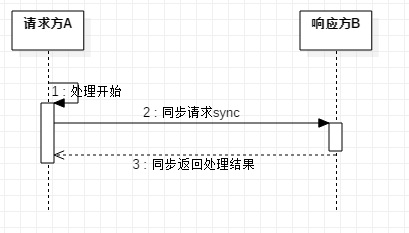 请求方A
响应方B
1 : 处理开始
2 : 同步请求sync
3 : 同步返回处理结果